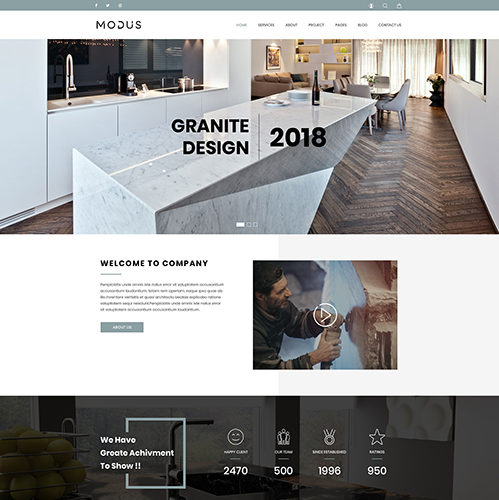 MODUS
HOME SERVICES ABOUT PROJECT PAGES BLOG CONTACT US
GRANITE
DESIGN
2018
WELCOME TO COMPANY
Perspiciatis unde omnis iste natus error sit voluptatem accusantium
accusantium laudantium, totam rem aperiam, eaque ipsa quae ab
illo inventore veritatis et quasi architecto beatae explicabo ratione
voluptatem sequi nesciunt.Perspiciatis unde omnis iste natus error
sit voluptatem accusantium accusantium laudantium.
ABOUT US
We Have
Greate Achivment
To Show !!
HAPPY CLIENT
2470
OUR TEAM
500
SINCE ESTABLISHED
1996
RATINGS
950